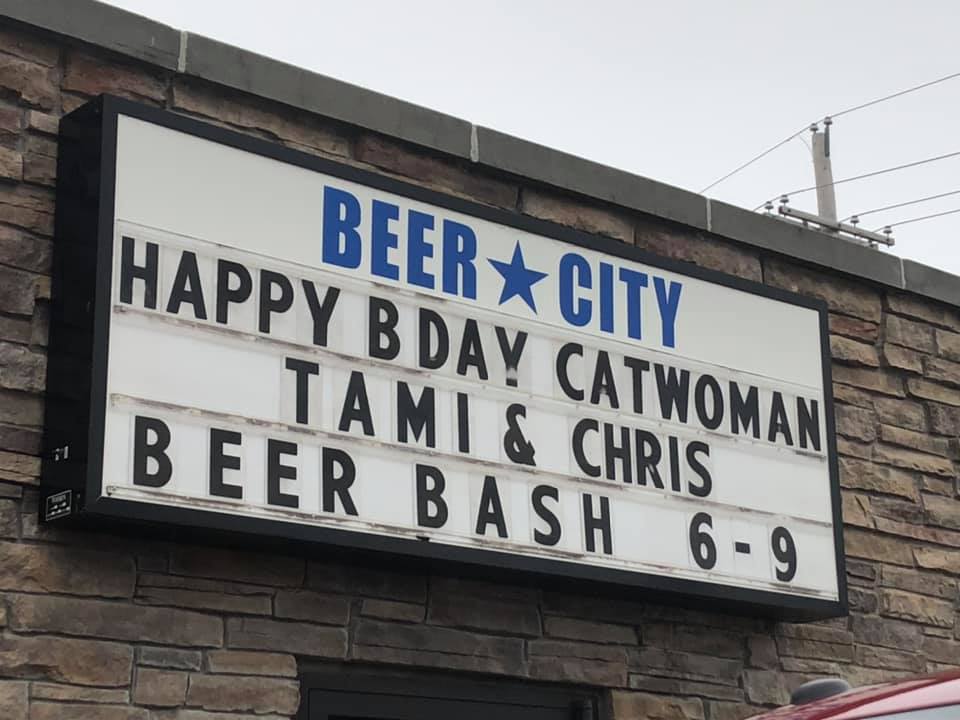 BEER★CITY
HAPPY BDAY CATWOMAN
TAMI & CHRIS
BEER BASH 6-9